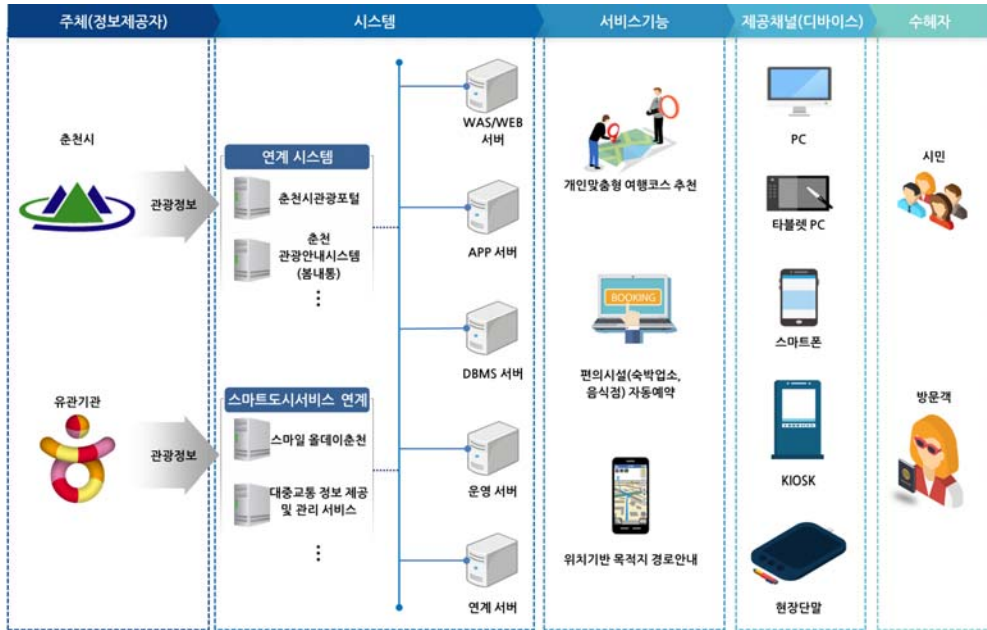 주체(정보제공자)
시스템
서비스기능
제공채널(디바이스)
수혜자
춘천시
관광정보
유관기관
관광정보
연계 시스템
춘천시관광포털
춘천
관광안내시스템
(봄내통)
스마트도시서비스 연계
스마일 올데이춘천
대중교통 정보 제공
및 관리 서비스
WAS/WEB
서버
APP 서버
DBMS 서버
운영 서버
연계 서버
개인맞춤형 여행코스 추천
BOOKING
편의시설(숙박업소,
음식점) 자동예약
위치기반 목적지 경로안내
PC
타블렛 PC
스마트폰
KIOSK
현장단말
시민
방문객